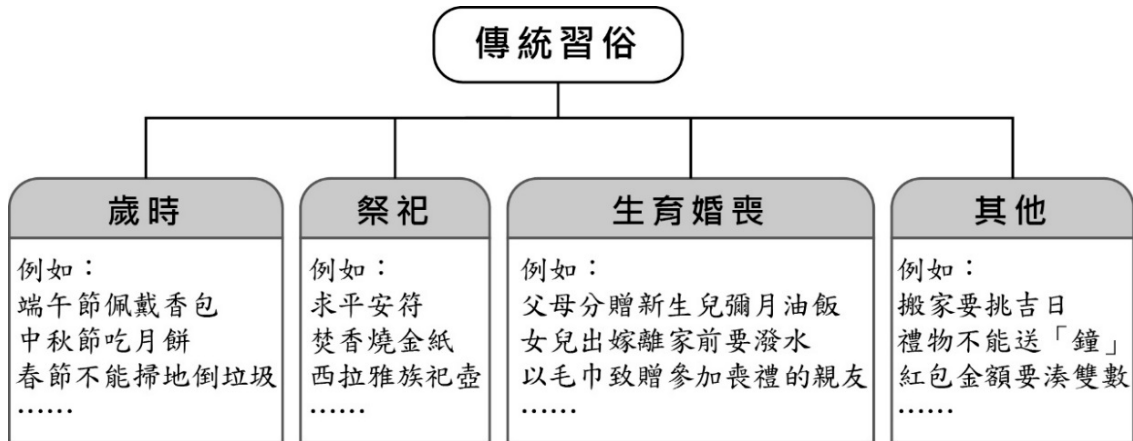 傳統習俗
歲時
例如：
端午節佩戴香包
中秋節吃月餅
春節不能掃地倒垃圾
……
祭祀
例如：
求平安符
焚香燒金紙
西拉雅族祀壺
……
生育婚喪
例如：
父母分贈新生兒彌月油飯
女兒出嫁離家前要潑水
以毛巾致贈參加喪禮的親友
……
其他
例如：
搬家要挑吉日
禮物不能送「鐘」
紅包金額要湊雙數
……